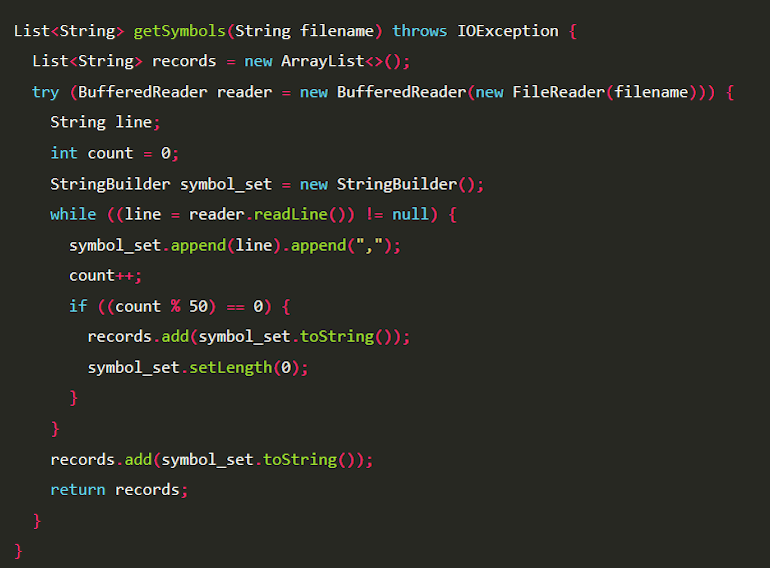 List<String> getSymbols(String filename) throws IOException {
  List<String> records = new ArrayList<>();
  try (BufferedReader reader = new BufferedReader(new FileReader(filename))) {
    String line;
    int count = 0;
    StringBuilder symbol_set = new StringBuilder();
    while ((line = reader.readLine()) != null) {
      symbol_set.append(line).append(",");
      count++;
      if ((count % 50) == 0) {
        records.add(symbol_set.toString());
        symbol_set.setLength(0);
      }
    }
    records.add(symbol_set.toString());
    return records;
  }
}